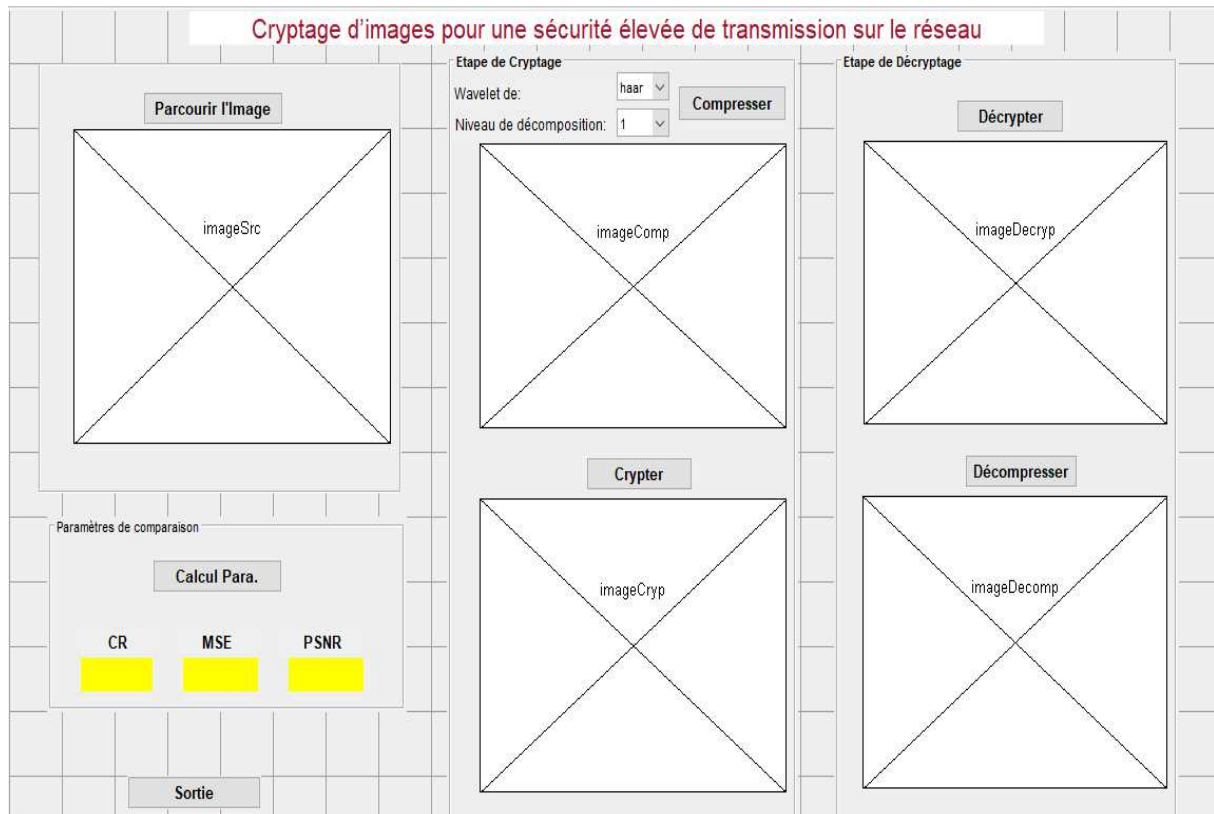 Cryptage d’images pour une sécurité élevée de transmission sur le réseau
Parcourir l'Image
imageSrc
Paramètres de comparaison
Calcul Para.
CR MSE PSNR
Sortie
Etape de Cryptage
Wavelet de: haar
Compresser
Niveau de décomposition: 1
imageComp
Crypter
imageCryp
Etape de Décryptage
Décrypter
imageDecryp
Décompresser
imageDecomp